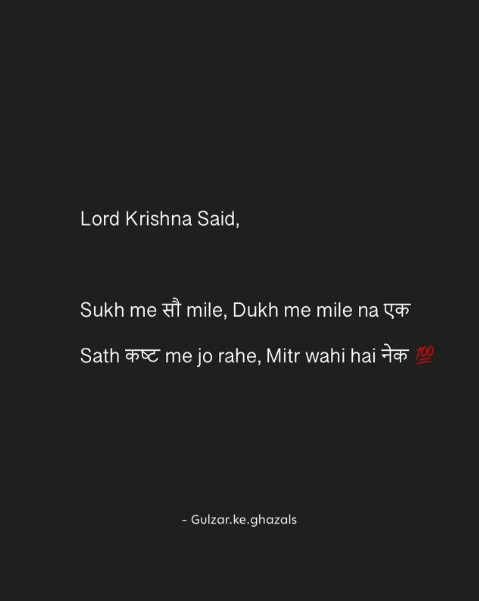 Lord Krishna Said,
Sukh me सौ mile, Dukh me mile na एक
Sath कष्ट me jo rahe, Mitr wahi hai नेक 💯
- Gulzar.ke.ghazals